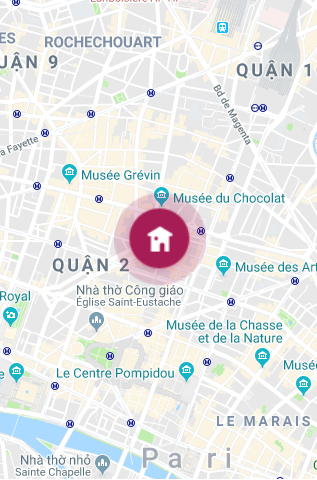 ES
ROCHECHOUART
QUẬN 9
QUẬN 1
Bd de Magenta
a Fayette
Musée Grévin
Musée du Chocolat
QUẬN 2
Musée des Art
Nhà thờ Công giáo
Église Saint-Eustache
Royal
Musée de la Chasse
et de la Nature
Le Centre Pompidou
Musé
LE MARAIS
Nhà thờ nhỏ
Sainte Chapelle
Pari